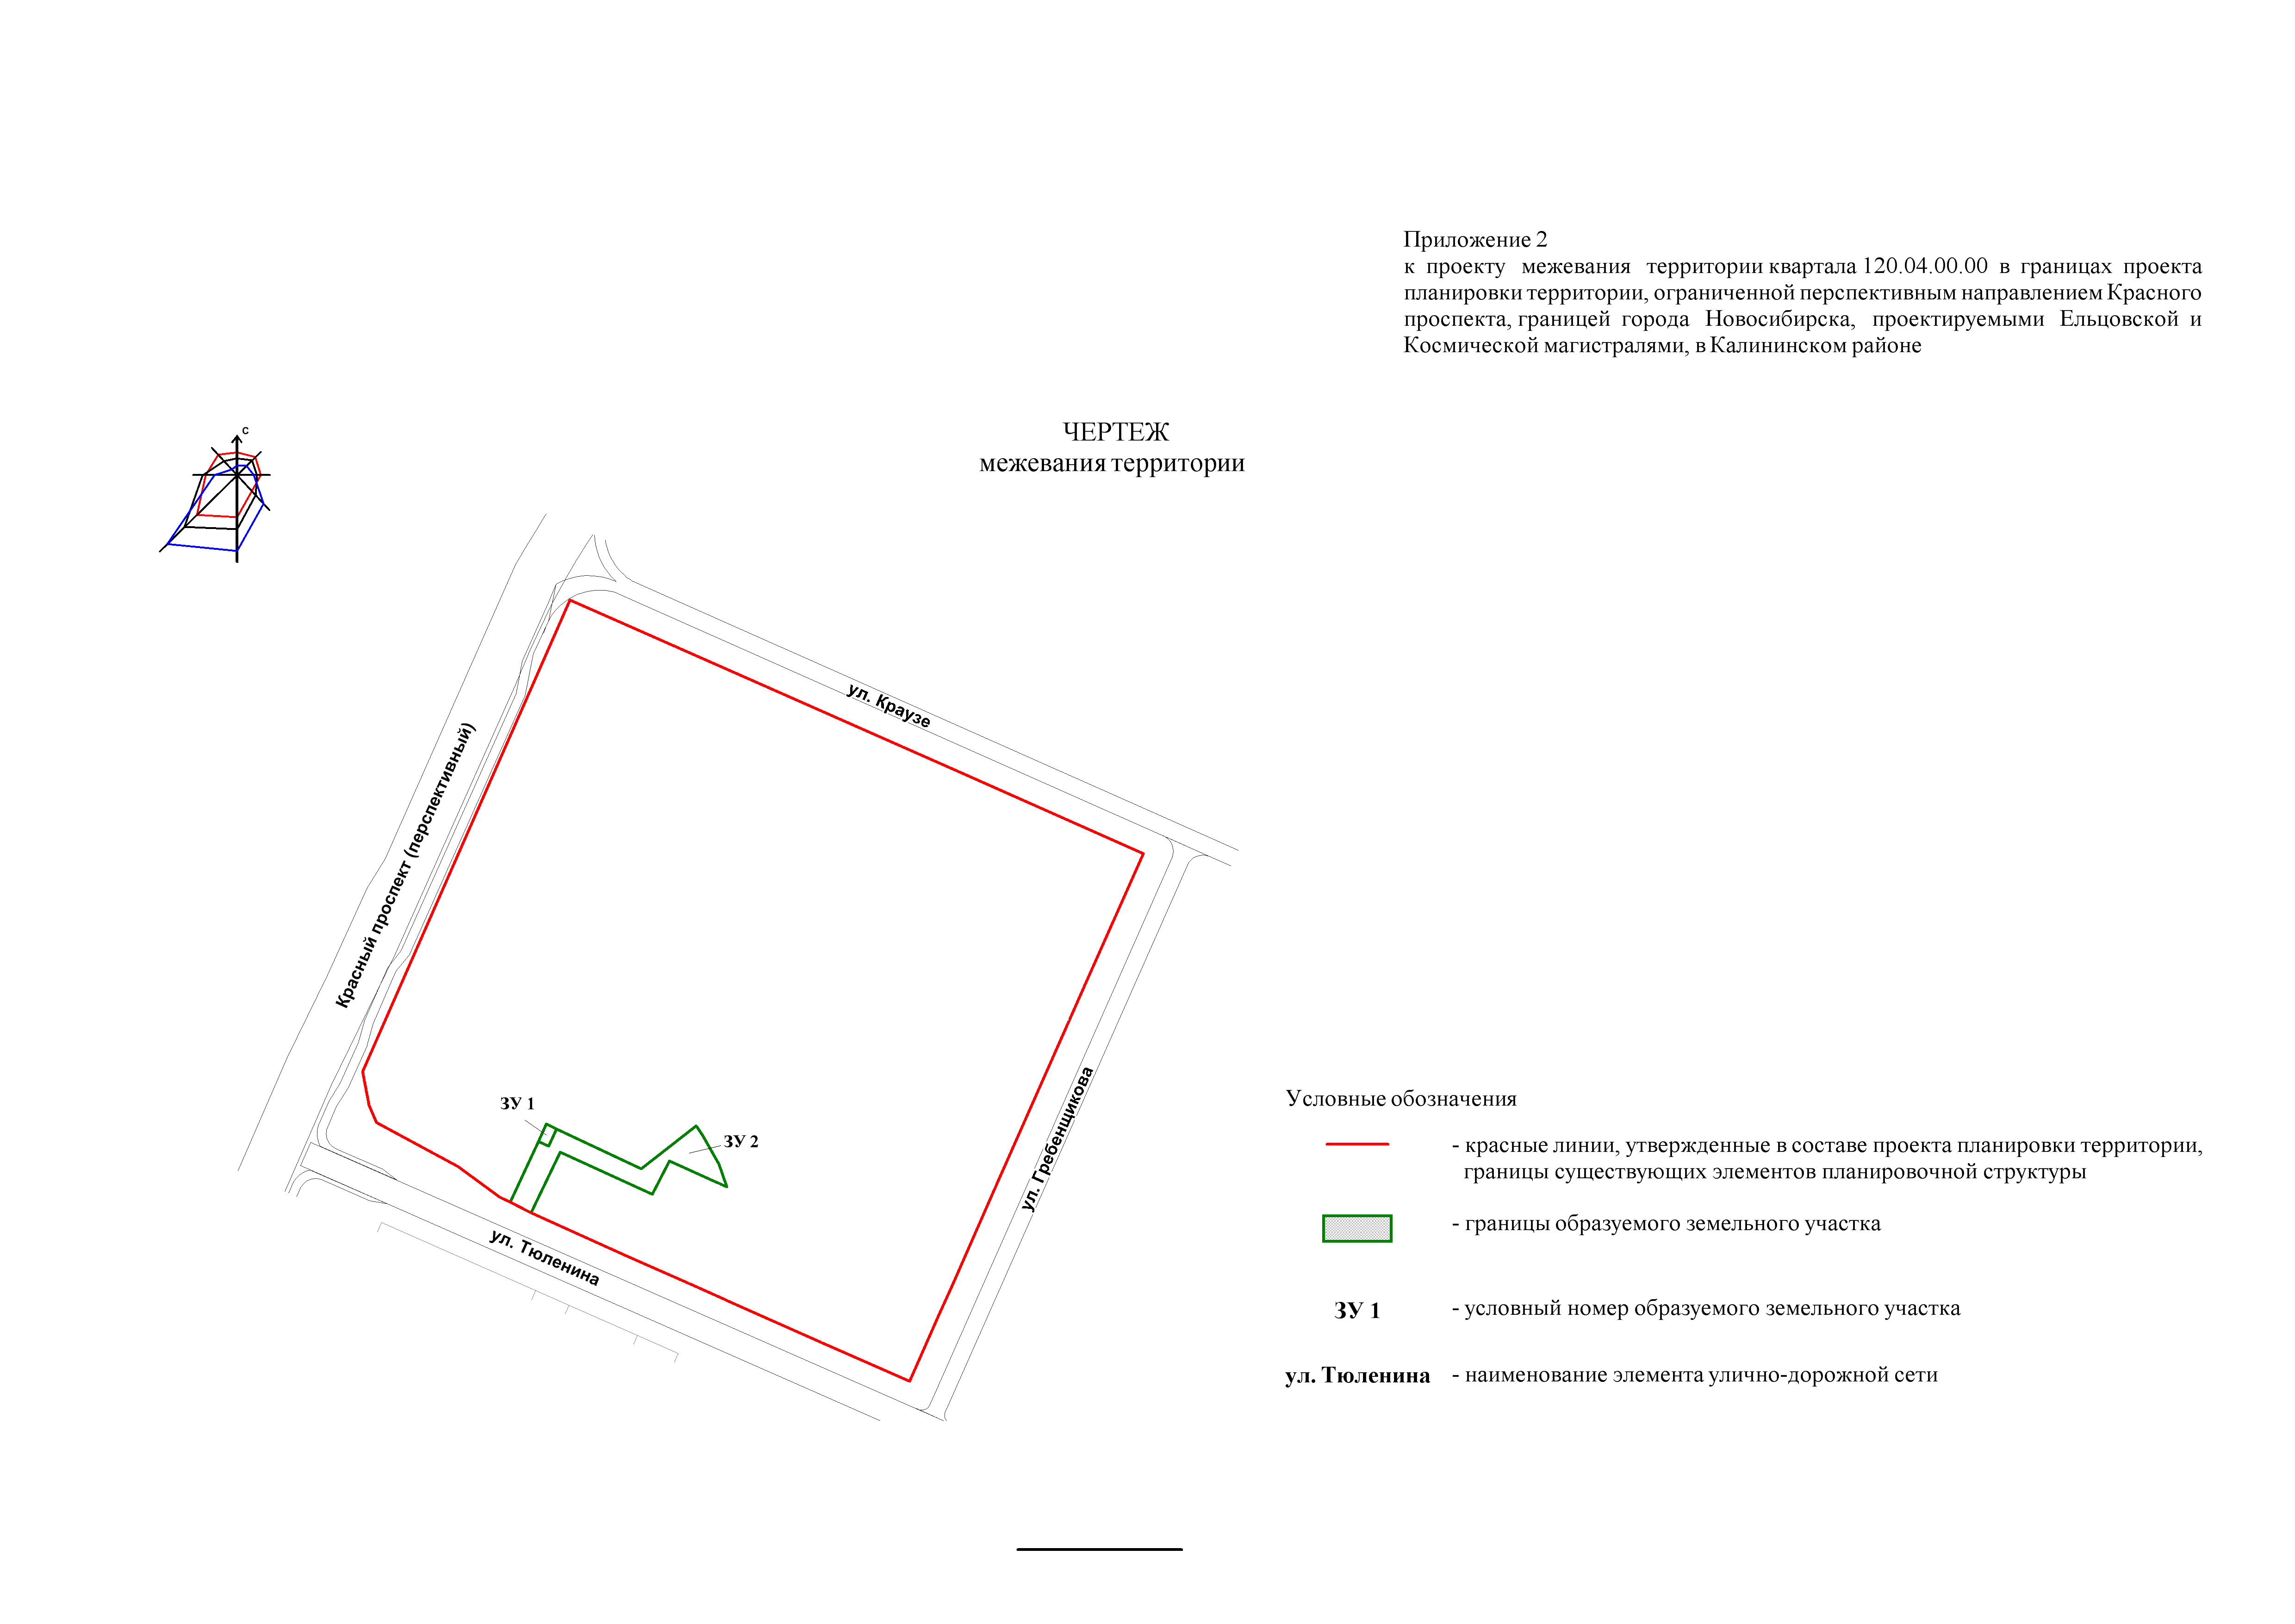 Приложение 2
к проекту межевания территории квартала 120.04.00.00 в границах проекта
планировки территории, ограниченной перспективным направлением Красного
проспекта, границей города Новосибирска, проектируемыми Ельцовской и
Космической магистралями, в Калининском районе
ЧЕРТЕЖ
межевания территории
С
ул. Краузе
Красный проспект (перспективный)
ул. Гребенщикова
ЗУ 1
ЗУ 2
ул. Тюленина
Условные обозначения
- красные линии, утвержденные в составе проекта планировки территории,
границы существующих элементов планировочной структуры
- границы образуемого земельного участка
ЗУ 1 - условный номер образуемого земельного участка
ул. Тюленина - наименование элемента улично-дорожной сети